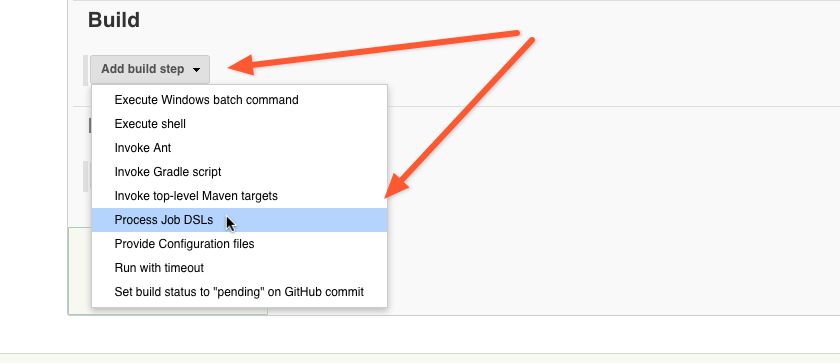 Build
Add build step
Execute Windows batch command
Execute shell
Invoke Ant
Invoke Gradle script
Invoke top-level Maven targets
Process Job DSLs
Provide Configuration files
Run with timeout
Set build status to "pending" on GitHub commit